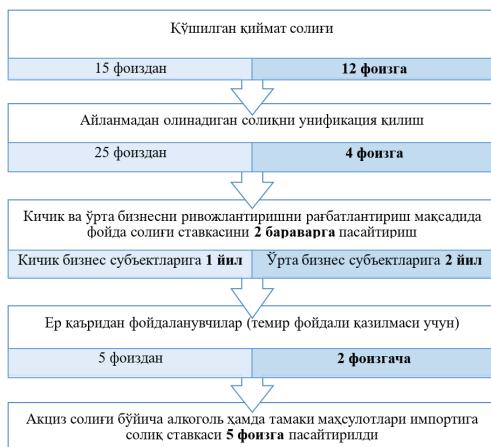 Қўшилган қиймат солиғи
15 фоиздан
12 фоизга
Айланмадан олинадиган солиқни унификация қилиш
25 фоиздан
4 фоизга
Кичик ва ўрта бизнесни ривожлантиришни рағбатлантириш мақсадида
фойда солиғи ставкасини 2 бараварга пасайтириш
Кичик бизнес субъектларига 1 йил
Ўрта бизнес субъектларига 2 йил
Ер қаъридан фойдаланувчилар (темир фойдали қазилмаси учун)
5 фоиздан
2 фоизгача
Акциз солиғи бўйича алкоголь ҳамда тамаки маҳсулотлари импортига
солиқ ставкаси 5 фоизга пасайтирилди